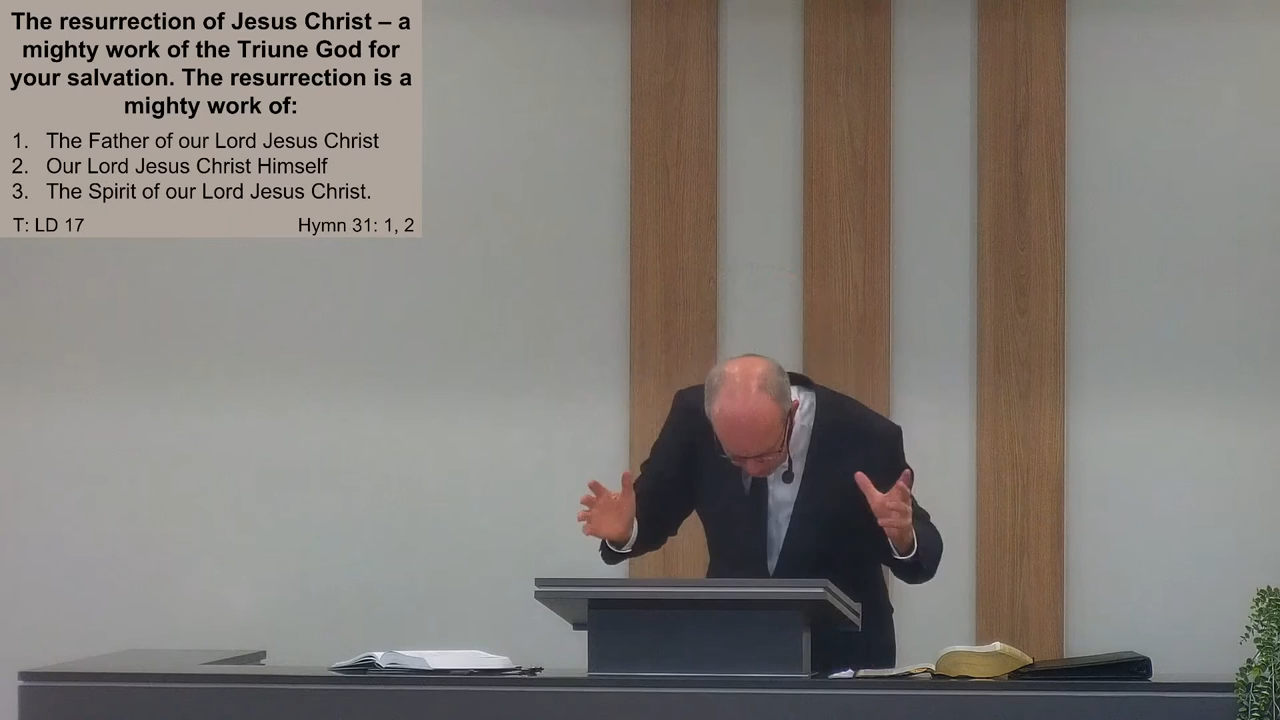 The resurrection of Jesus Christ – a
mighty work of the Triune God for
your salvation. The resurrection is a
mighty work of:
1. The Father of our Lord Jesus Christ
2. Our Lord Jesus Christ Himself
3. The Spirit of our Lord Jesus Christ.
T: LD 17 Hymn 31: 1, 2